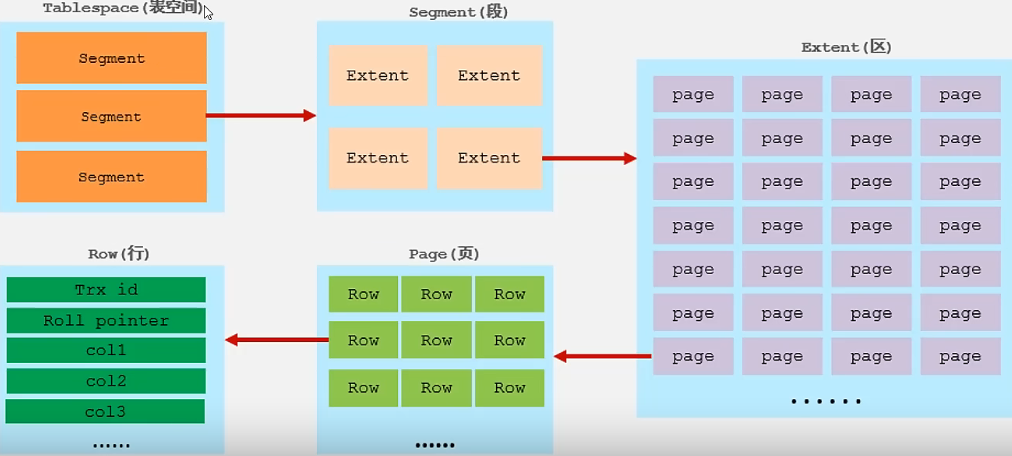 Tablespace(表空间)
Segment
Segment
Segment
Segment(段)
Extent Extent
Extent Extent
Extent(区)
page page page page
page page page page
page page page page
page page page page
page page page page
page page page page
page page page page
......
Row(行)
Trx id
Roll pointer
col1
col2
col3
......
Page(页)
Row Row Row
Row Row Row
Row Row Row
......